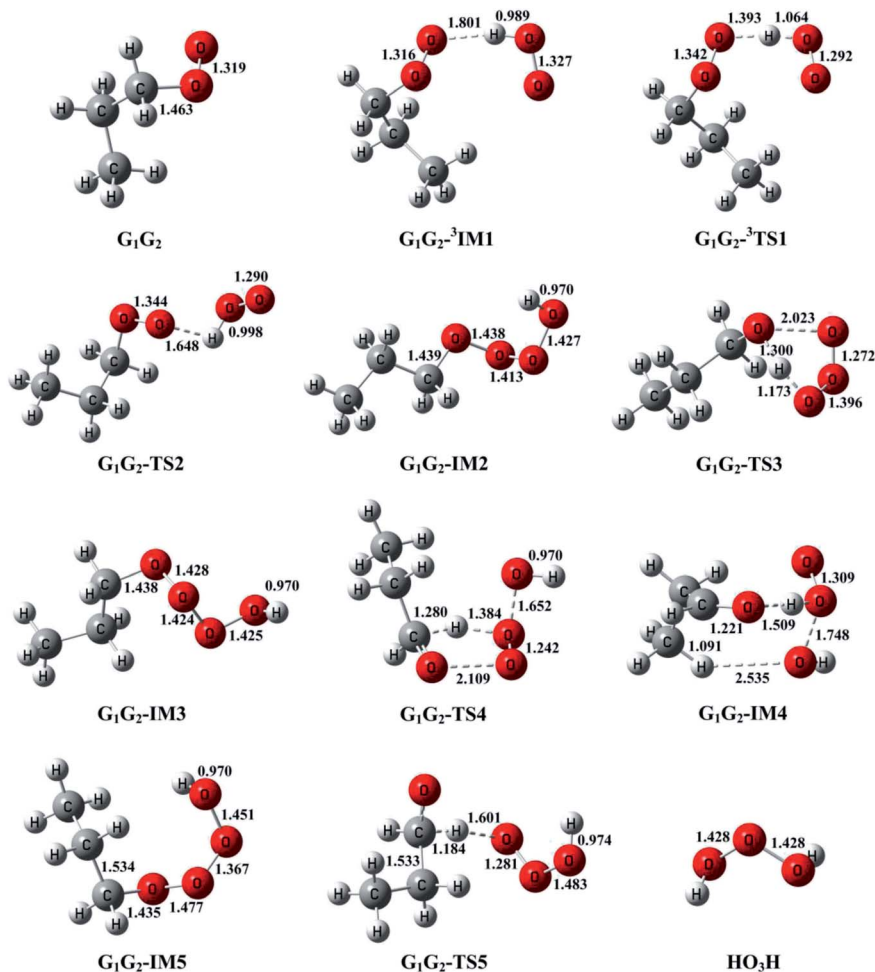 O
H
O
1.319
C
H
C
1.463
H
H
C
H
H
G₁G₂
1.801
0.989
O
H
O
1.316
1.327
O
O
C
H
H
C
H
C
H
H
H
G₁G₂-³IM1
1.393
1.064
O
H
O
1.342
1.292
O
O
H
C
H
H
C
H
H
C
H
H
G₁G₂-³TS1
1.290
1.344
O
O
O
O
H
0.998
1.648
H
C
H
H
C
H
C
H
H
H
G₁G₂-TS2
0.970
H
O
O
1.438
1.427
H
H
C
1.439
O
O
1.413
C
C
H
H
H
H
H
G₁G₂-IM2
2.023
O
O
H
C
1.300
H
1.272
H
C
H
1.173
O
O
1.396
H
C
H
H
G₁G₂-TS3
H
O
1.428
0.970
C
1.438
H
O
O
H
H
1.424
O
1.425
H
C
C
H
H
H
G₁G₂-IM3
H
C
H
0.970
H
O
H
H
C
H
1.280
1.384
1.652
C
H
O
H
1.242
O
O
2.109
G₁G₂-TS4
H
H
O
C
1.309
C
O
H
O
H
1.221
1.509
H
C
1.091
1.748
H
H
O
H
2.535
G₁G₂-IM4
H
H
0.970
O
H
C
H
1.451
C
H
O
1.534
1.367
H
C
O
O
H
1.435
1.477
G₁G₂-IM5
O
1.601
H
H
C
H
O
0.974
1.184
H
1.533
1.281
O
O
1.483
H
C
C
H
H
H
H
G₁G₂-TS5
1.428
O
1.428
O
H
O
H
HO₃H